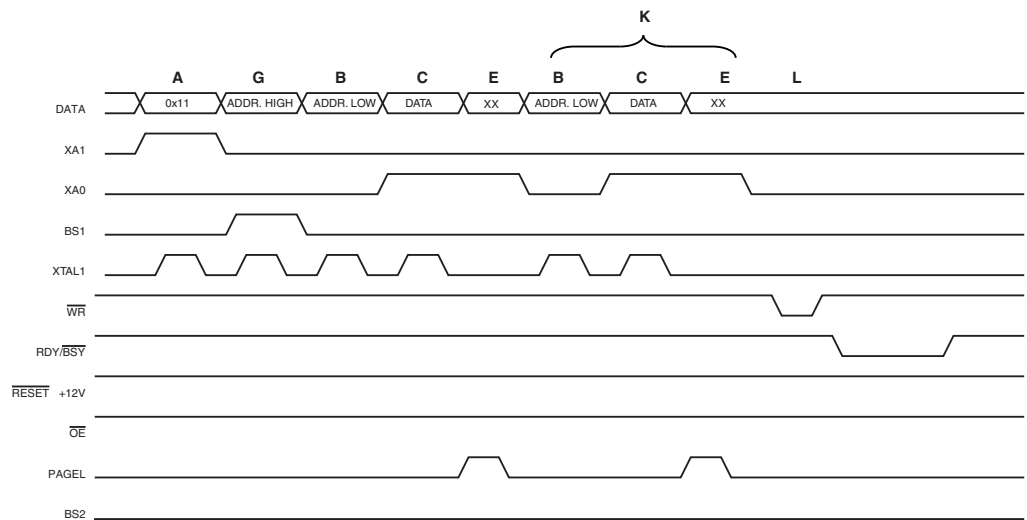 K
A G B C E B C E L
DATA 0x11 ADDR. HIGH ADDR. LOW DATA XX ADDR. LOW DATA XX
XA1
XA0
BS1
XTAL1
WR
RDY/BSY
RESET +12V
OE
PAGEL
BS2